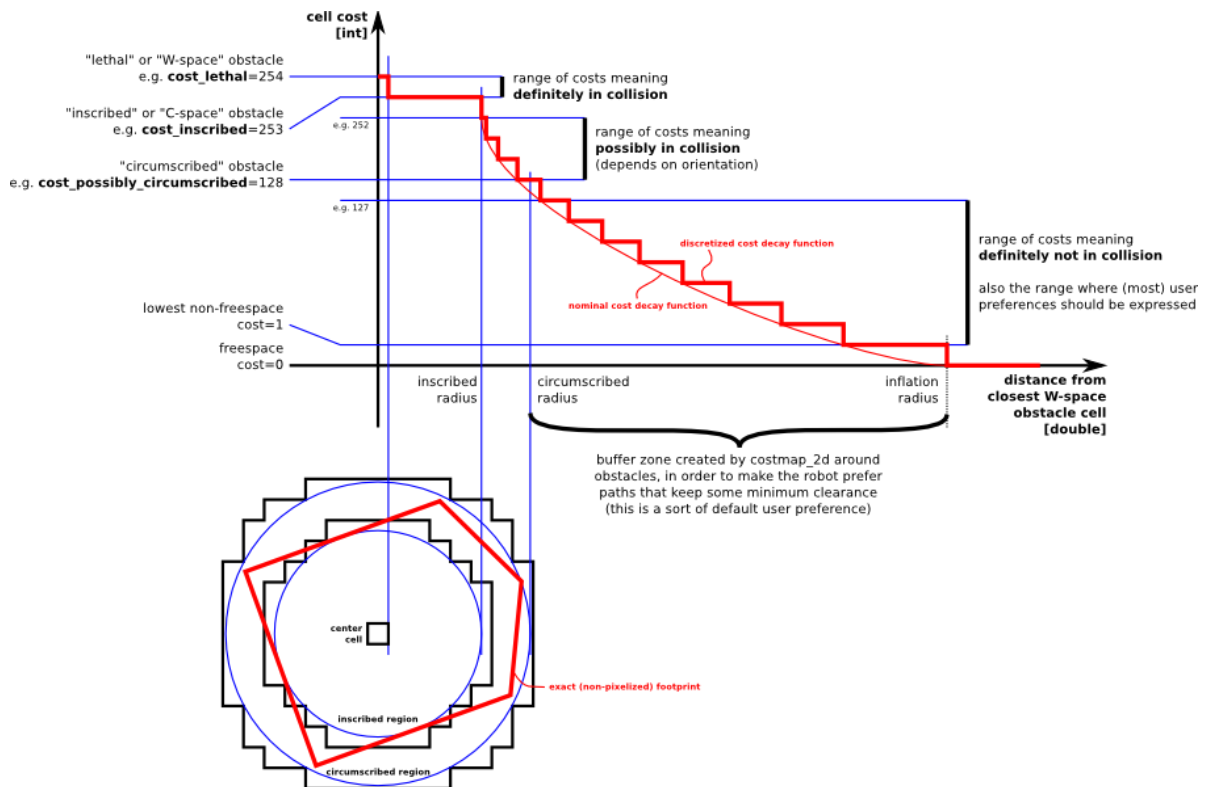 cell cost
[int]
"lethal" or "W-space" obstacle
e.g. cost_lethal=254
range of costs meaning
definitely in collision
"inscribed" or "C-space" obstacle
e.g. cost_inscribed=253
e.g. 252
range of costs meaning
possibly in collision
(depends on orientation)
"circumscribed" obstacle
e.g. cost_possibly_circumscribed=128
e.g. 127
discretized cost decay function
nominal cost decay function
range of costs meaning
definitely not in collision
also the range where (most) user
preferences should be expressed
lowest non-freespace
cost=1
freespace
cost=0
inscribed
radius
circumscribed
radius
inflation
radius
distance from
closest W-space
obstacle cell
[double]
buffer zone created by costmap_2d around
obstacles, in order to make the robot prefer
paths that keep some minimum clearance
(this is a sort of default user preference)
center
cell
exact (non-pixelized) footprint
inscribed region
circumscribed region